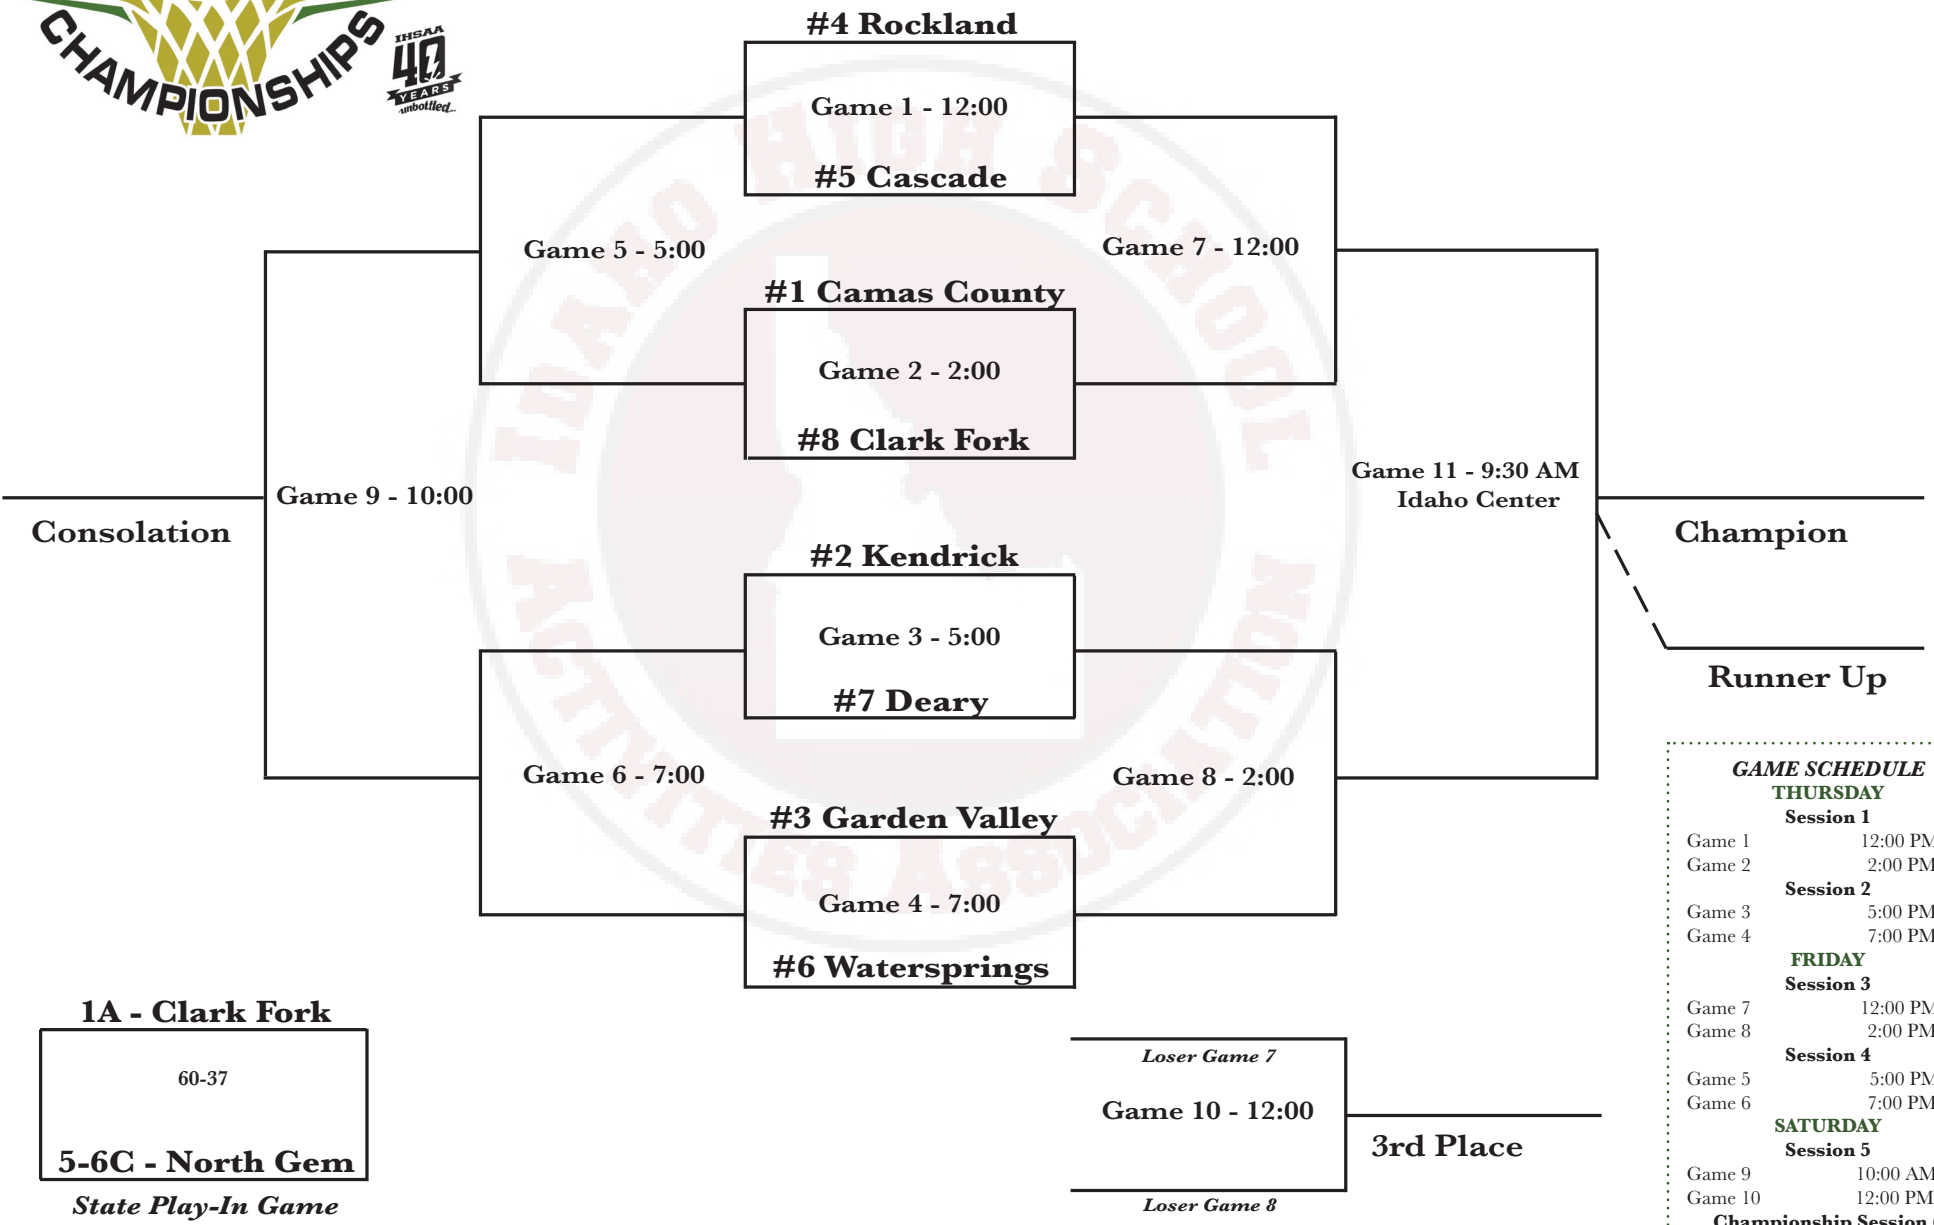 CHAMPIONSHIPS
IHSAA
40
YEARS
unbottled...
#4 Rockland
Game 1 - 12:00
#5 Cascade
Game 5 - 5:00
Game 7 - 12:00
#1 Camas County
Game 2 - 2:00
#8 Clark Fork
Game 9 - 10:00
Consolation
Game 11 - 9:30 AM
Idaho Center
Champion
#2 Kendrick
Game 3 - 5:00
#7 Deary
Runner Up
Game 6 - 7:00
Game 8 - 2:00
#3 Garden Valley
Game 4 - 7:00
#6 Watersprings
IDAHO HIGH SCHOOL
ACTIVITIES ASSOCIATION
1A - Clark Fork
60-37
5-6C - North Gem
State Play-In Game
Loser Game 7
Game 10 - 12:00
3rd Place
Loser Game 8
GAME SCHEDULE
THURSDAY
Session 1
Game 1 12:00 PM
Game 2 2:00 PM
Session 2
Game 3 5:00 PM
Game 4 7:00 PM
FRIDAY
Session 3
Game 7 12:00 PM
Game 8 2:00 PM
Session 4
Game 5 5:00 PM
Game 6 7:00 PM
SATURDAY
Session 5
Game 9 10:00 AM
Game 10 12:00 PM
Championship Session